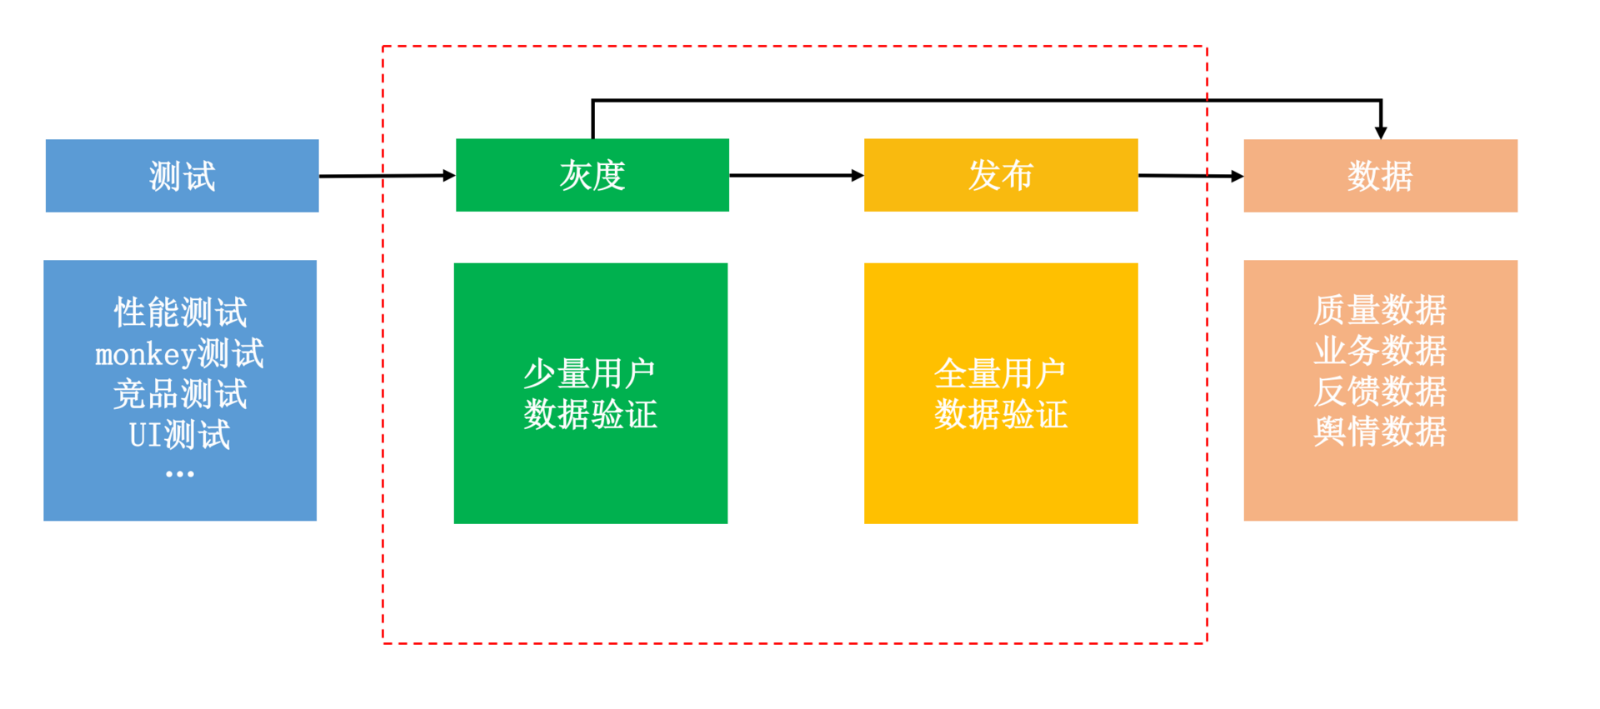 测试
灰度
发布
数据
性能测试
monkey测试
竞品测试
UI测试
...
少量用户
数据验证
全量用户
数据验证
质量数据
业务数据
反馈数据
舆情数据